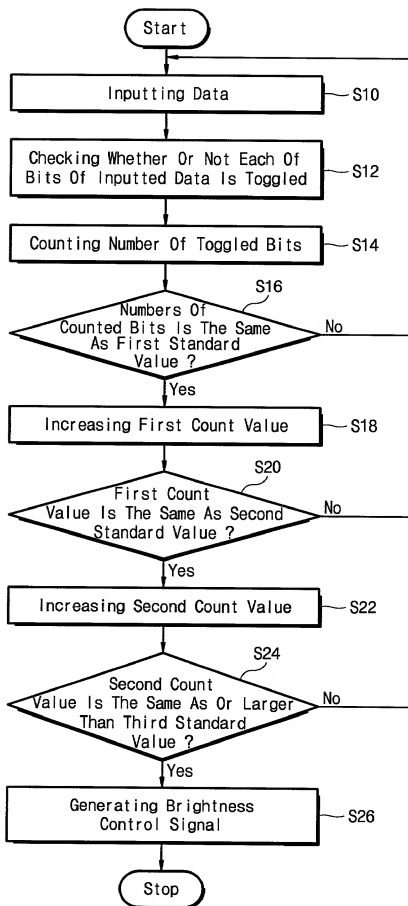 Start
Inputting Data
S10
Checking Whether Or Not Each Of
Bits Of Inputted Data Is Toggled
S12
Counting Number Of Toggled Bits
S14
S16
Numbers Of
Counted Bits Is The Same
As First Standard
Value ?
No
Yes
Increasing First Count Value
S18
S20
First Count
Value Is The Same As Second
Standard Value ?
No
Yes
Increasing Second Count Value
S22
S24
Second Count
Value Is The Same As Or Larger
Than Third Standard
Value ?
No
Yes
Generating Brightness
Control Signal
S26
Stop